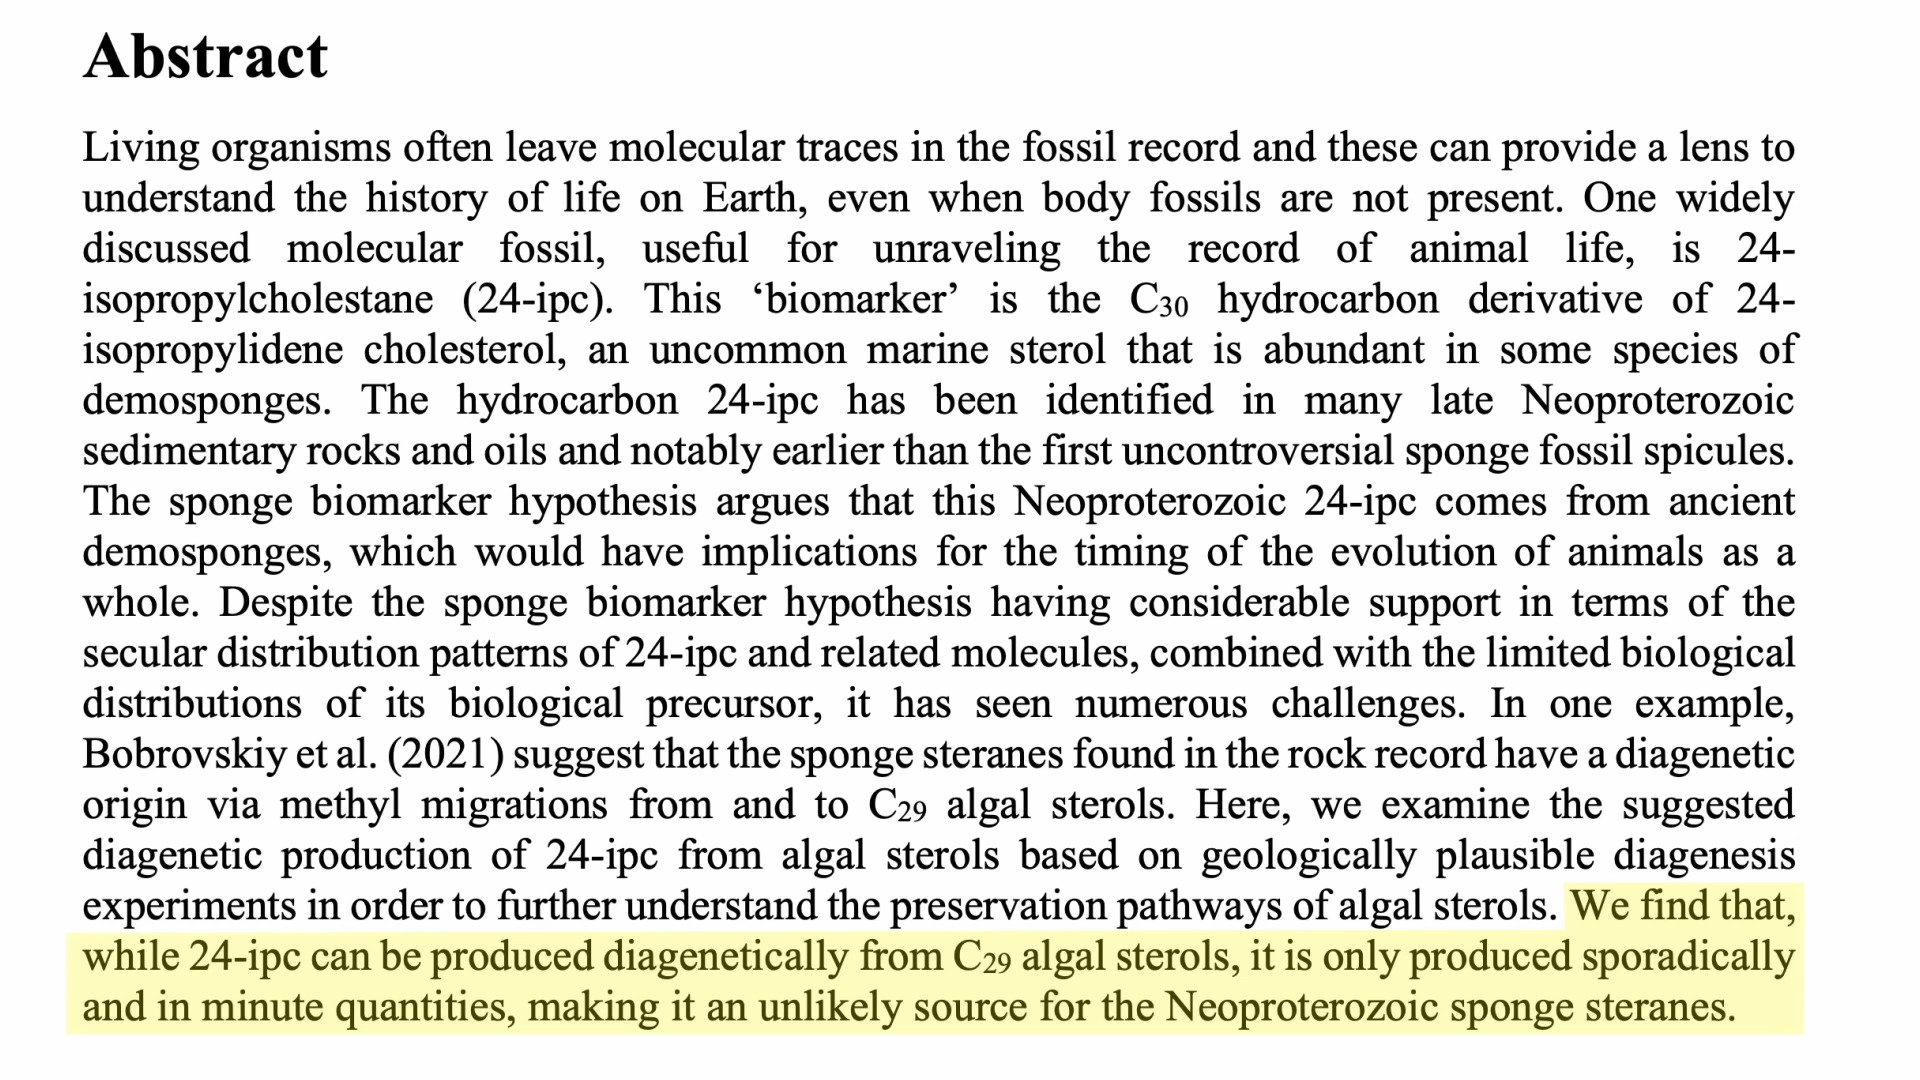 Abstract
Living organisms often leave molecular traces in the fossil record and these can provide a lens to
understand the history of life on Earth, even when body fossils are not present. One widely
discussed molecular fossil, useful for unraveling the record of animal life, is 24-
isopropylcholestane (24-ipc). This ‘biomarker’ is the C₃₀ hydrocarbon derivative of 24-
isopropylidene cholesterol, an uncommon marine sterol that is abundant in some species of
demosponges. The hydrocarbon 24-ipc has been identified in many late Neoproterozoic
sedimentary rocks and oils and notably earlier than the first uncontroversial sponge fossil spicules.
The sponge biomarker hypothesis argues that this Neoproterozoic 24-ipc comes from ancient
demosponges, which would have implications for the timing of the evolution of animals as a
whole. Despite the sponge biomarker hypothesis having considerable support in terms of the
secular distribution patterns of 24-ipc and related molecules, combined with the limited biological
distributions of its biological precursor, it has seen numerous challenges. In one example,
Bobrovskiy et al. (2021) suggest that the sponge steranes found in the rock record have a diagenetic
origin via methyl migrations from and to C₂₉ algal sterols. Here, we examine the suggested
diagenetic production of 24-ipc from algal sterols based on geologically plausible diagenesis
experiments in order to further understand the preservation pathways of algal sterols. We find that,
while 24-ipc can be produced diagenetically from C₂₉ algal sterols, it is only produced sporadically
and in minute quantities, making it an unlikely source for the Neoproterozoic sponge steranes.